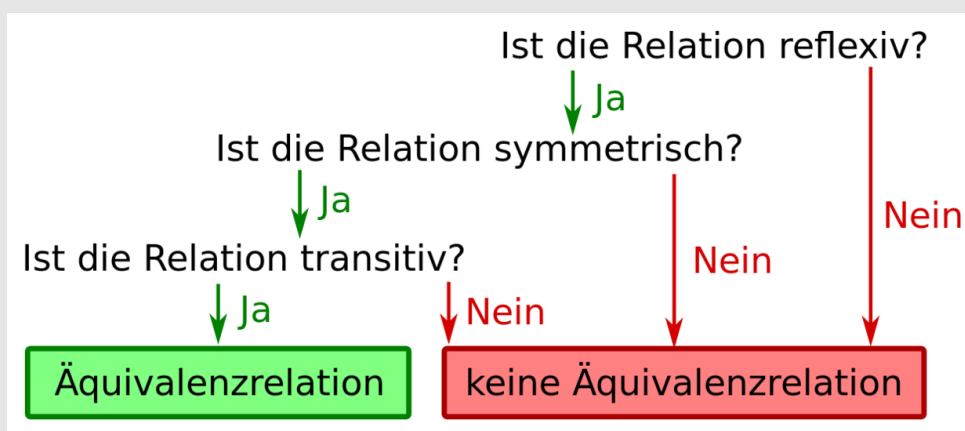 Ist die Relation reflexiv?
Ja
Ist die Relation symmetrisch?
Ja
Nein
Ist die Relation transitiv?
Nein
Ja
Nein
Äquivalenzrelation
keine Äquivalenzrelation